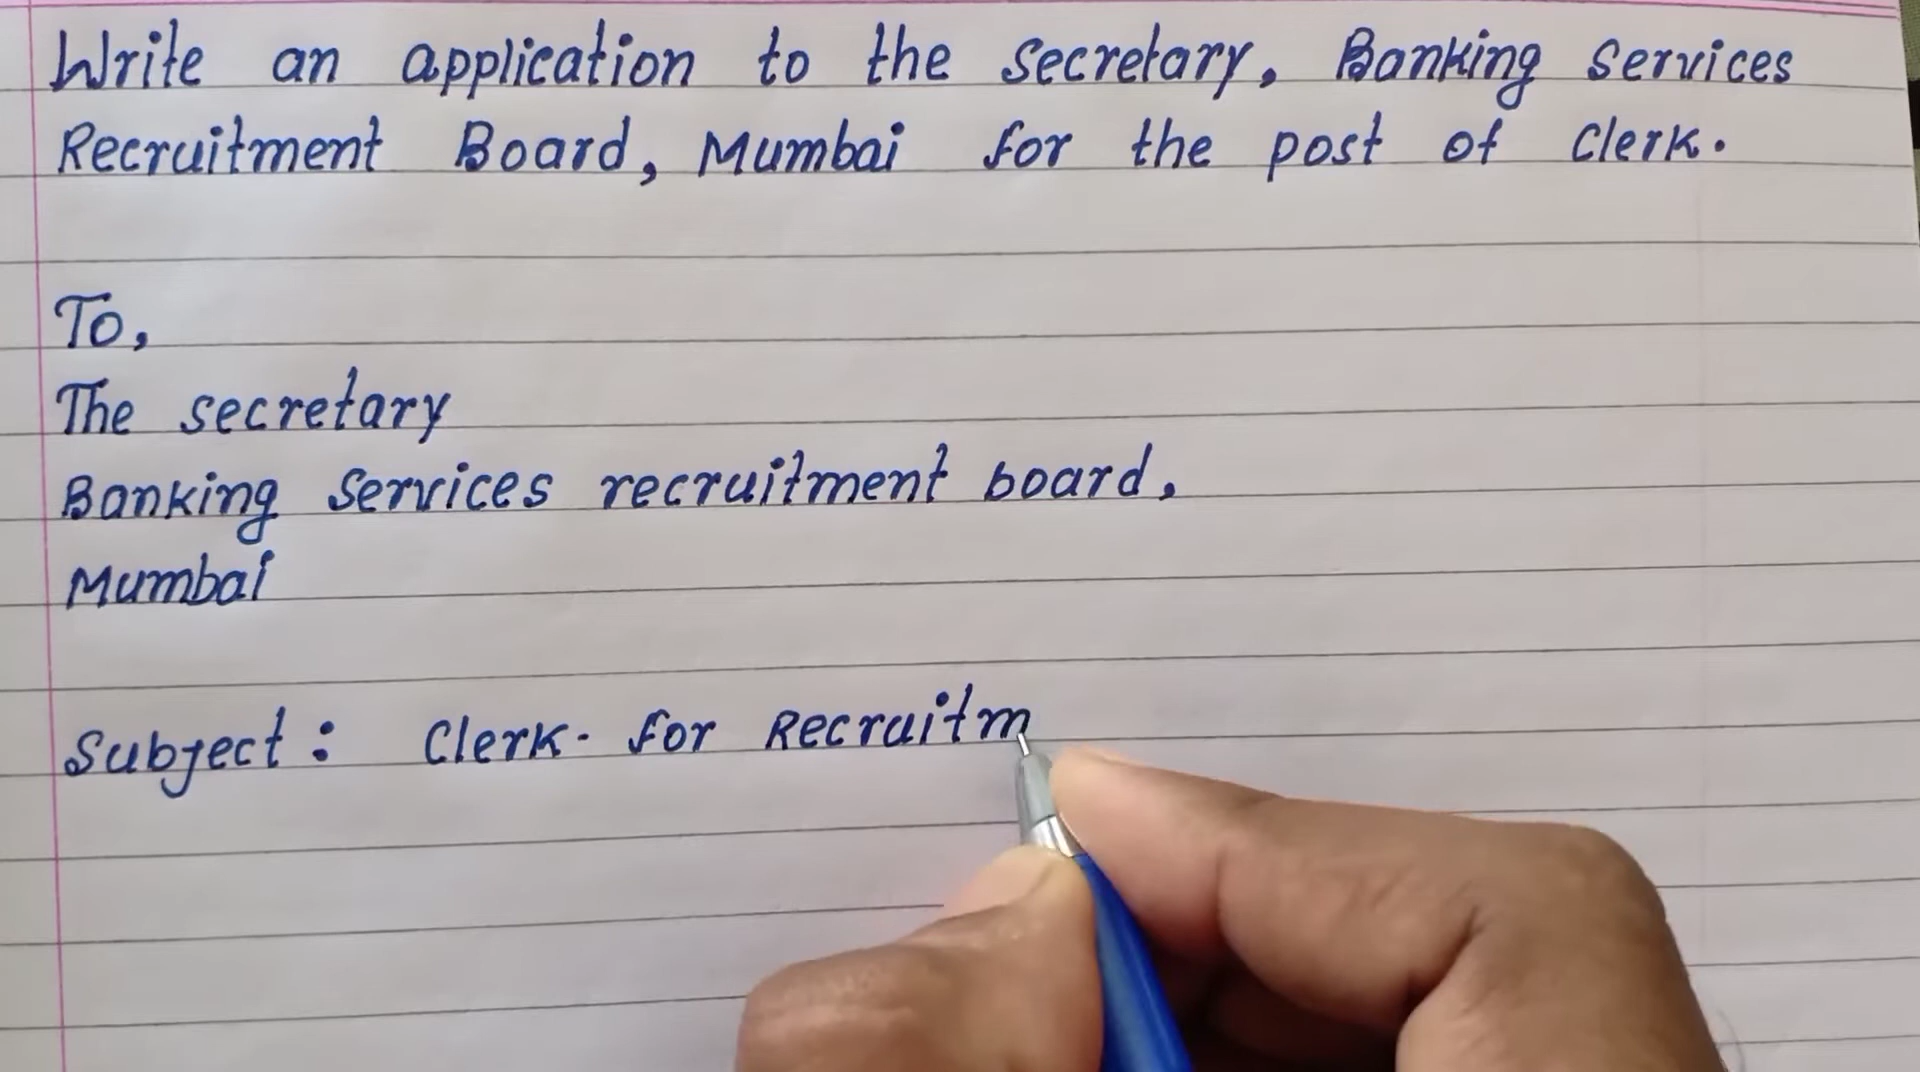 Write an application to the secretary, Banking Services
Recruitment Board, Mumbai for the post of Clerk.
To,
The secretary
Banking Services recruitment board,
Mumbai
Subject: Clerk. for Recruitm